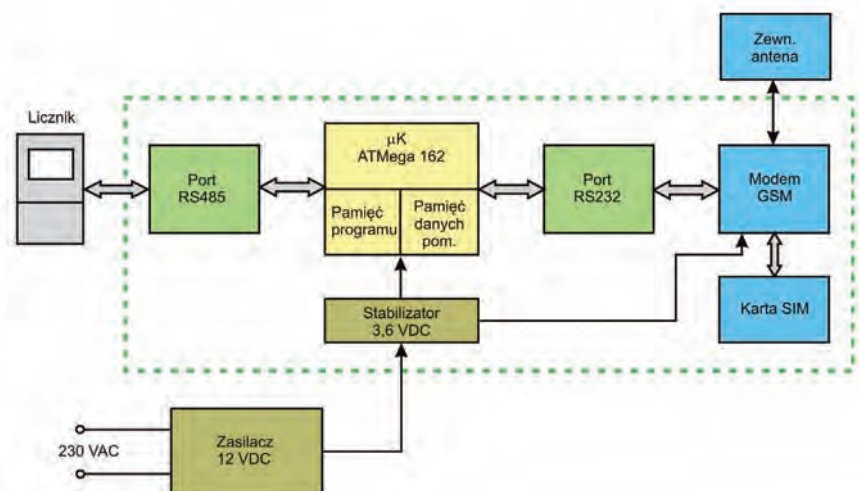 Zewn.
antena
Licznik
Port
RS485
µK
ATMega 162
Pamięć
programu
Pamięć
danych
pom.
Port
RS232
Modem
GSM
Stabilizator
3,6 VDC
Karta SIM
230 VAC
Zasilacz
12 VDC